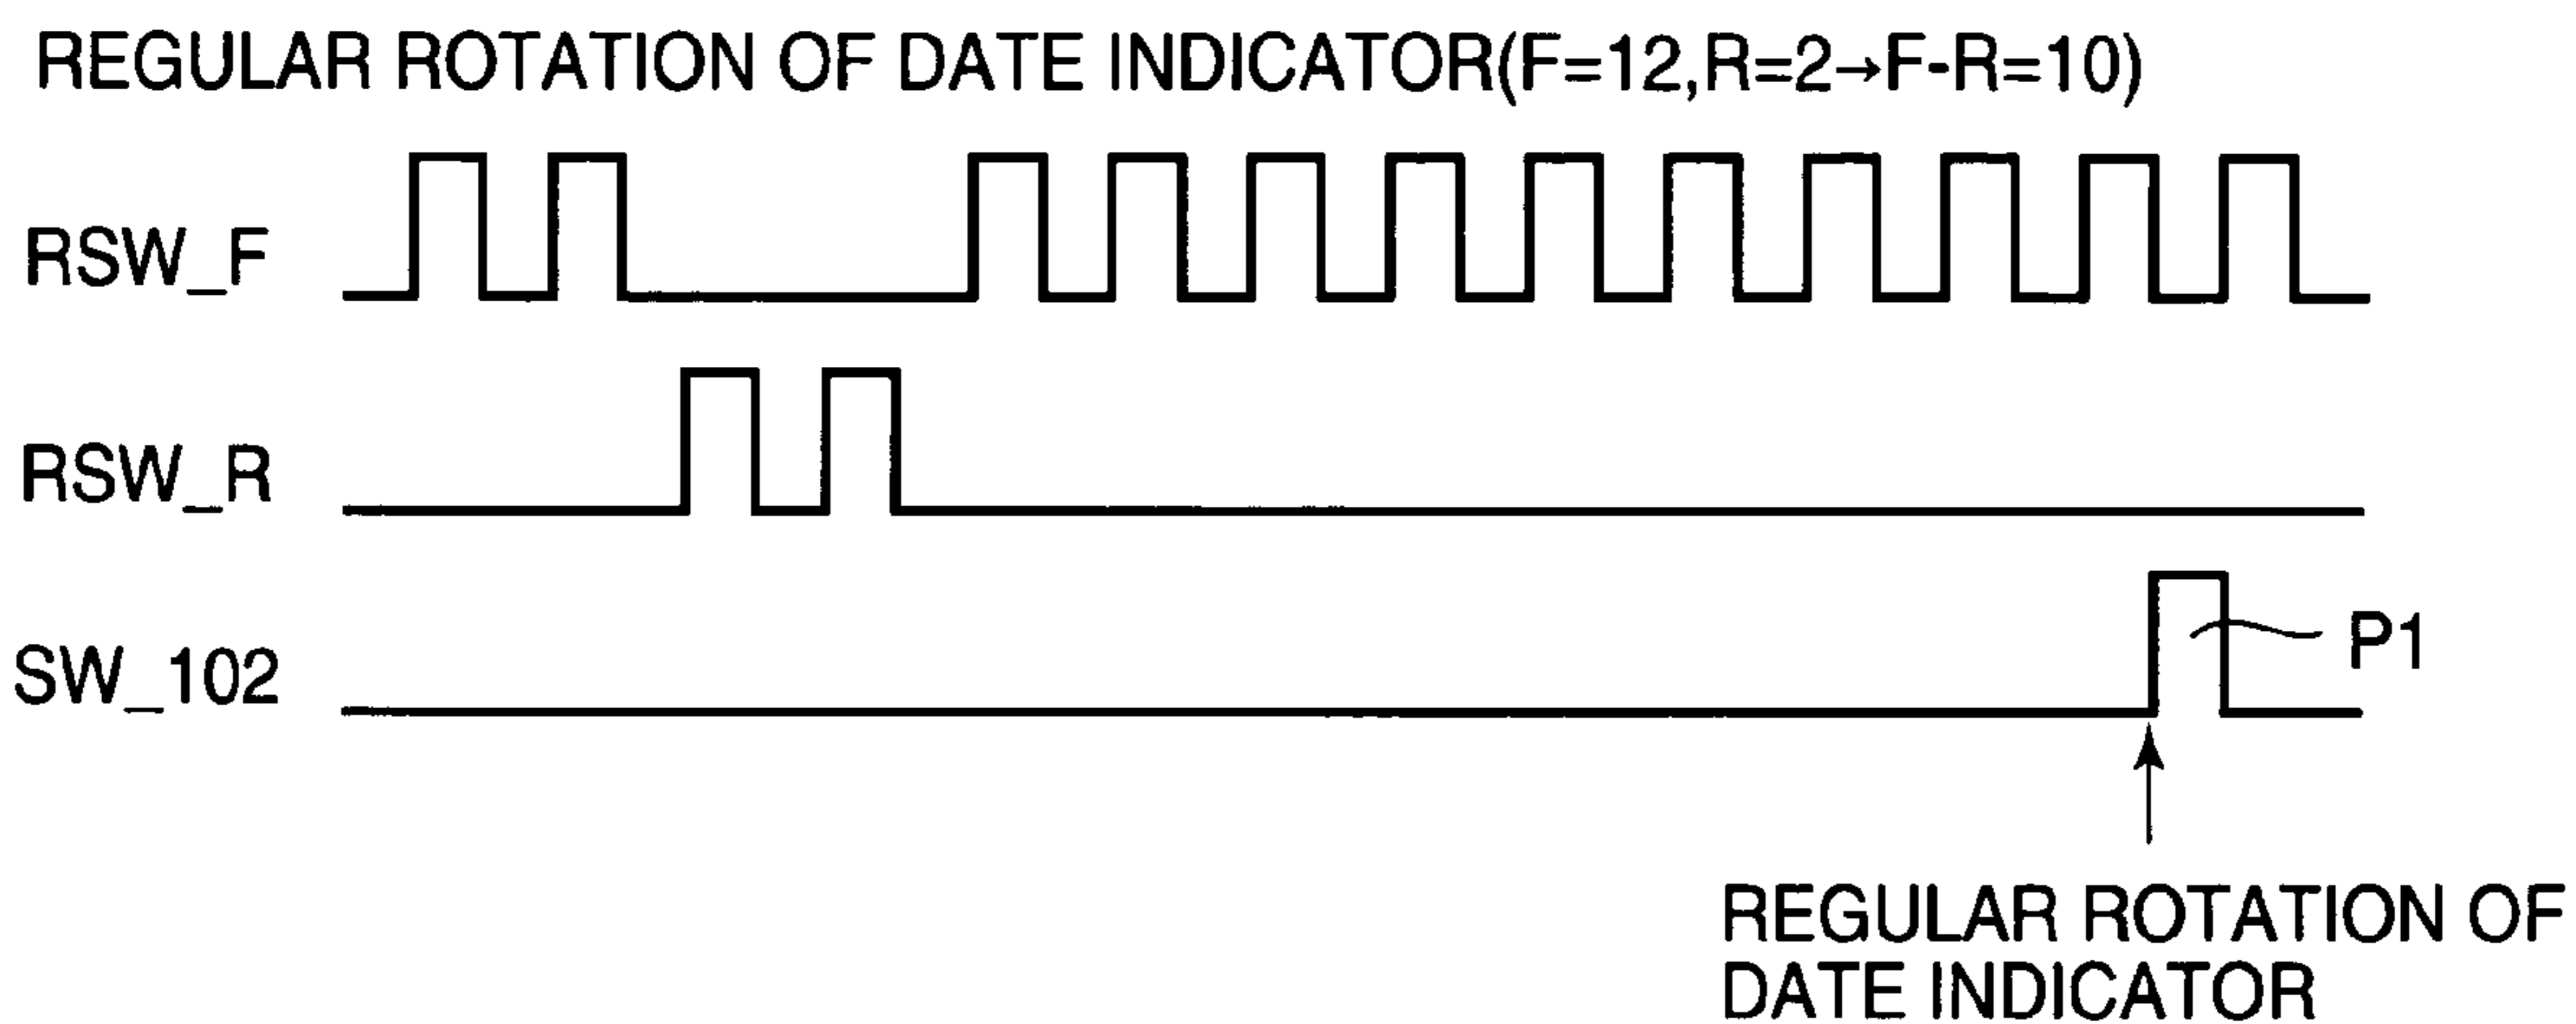 REGULAR ROTATION OF DATE INDICATOR(F=12,R=2→F-R=10)
RSW_F
RSW_R
SW_102
P1
REGULAR ROTATION OF
DATE INDICATOR